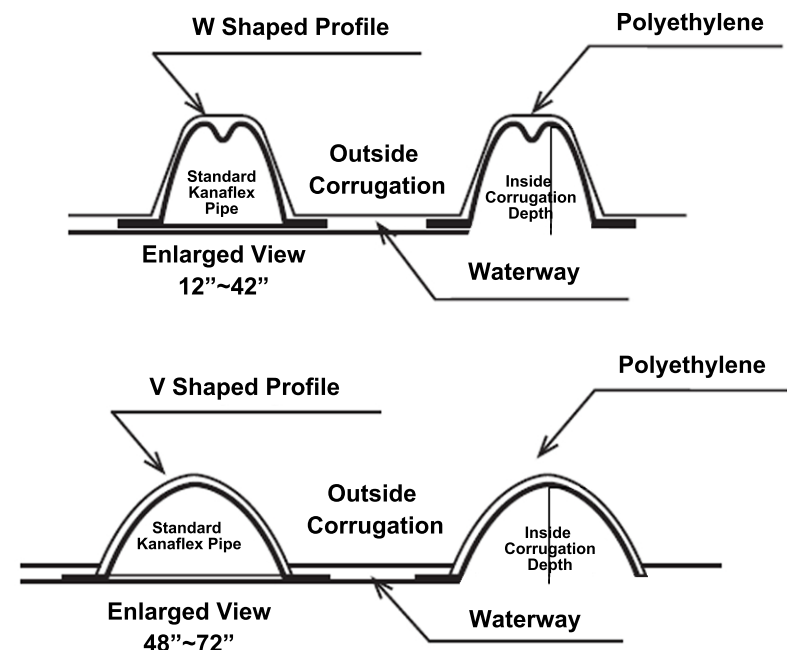 W Shaped Profile
Polyethylene
Outside
Corrugation
Standard
Kanaflex
Pipe
Inside
Corrugation
Depth
Enlarged View
12”~42”
Waterway
V Shaped Profile
Polyethylene
Outside
Corrugation
Standard
Kanaflex Pipe
Inside
Corrugation
Depth
Enlarged View
48”~72”
Waterway